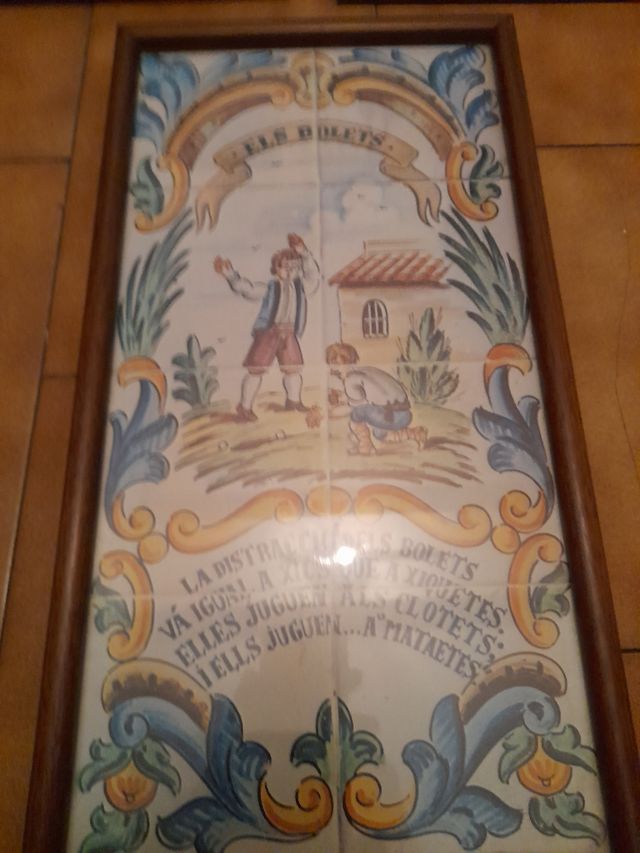 ELS BOLETS
LA DISTRACCIÓ DELS BOLETS
VÁ IGUAL A XICS QUE A XIQUETES.
ELLES JUGUEN ALS CLOTETS:
Í ELLS JUGUEN...A "MATAETES"